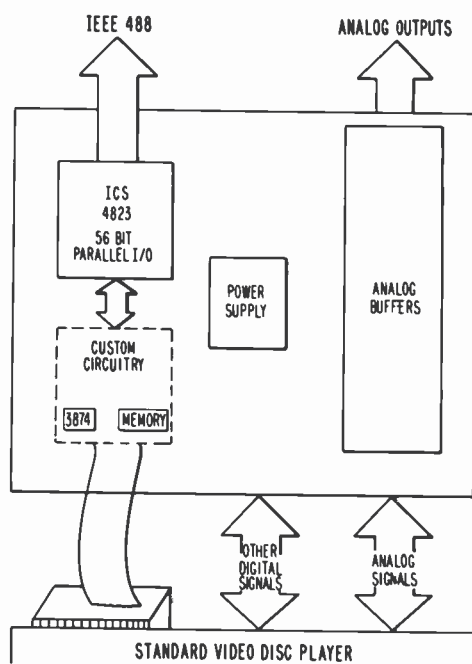 IEEE 488
ANALOG OUTPUTS
ICS
4823
56 BIT
PARALLEL I/O
POWER
SUPPLY
ANALOG
BUFFERS
CUSTOM
CIRCUITRY
3874
MEMORY
OTHER
DIGITAL
SIGNALS
ANALOG
SIGNALS
STANDARD VIDEO DISC PLAYER